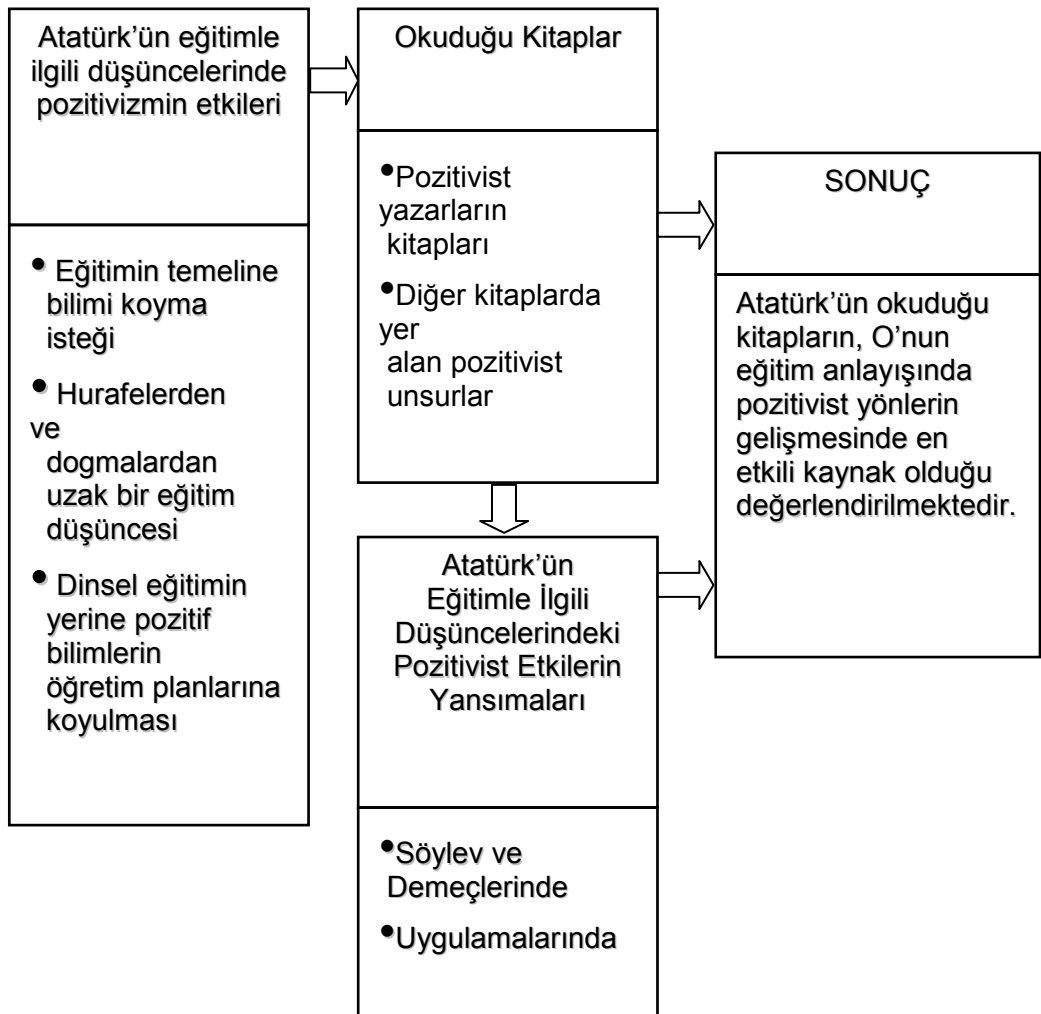 Atatürk’ün eğitimle
ilgili düşüncelerinde
pozitivizmin etkileri
• Eğitimin temeline
bilimi koyma
isteği
• Hurafelerden
ve
dogmalardan
uzak bir eğitim
düşüncesi
• Dinsel eğitimin
yerine pozitif
bilimlerin
öğretim planlarına
koyulması
Okuduğu Kitaplar
•Pozitivist
yazarların
kitapları
•Diğer kitaplarda
yer
alan pozitivist
unsurlar
Atatürk’ün
Eğitimle İlgili
Düşüncelerindeki
Pozitivist Etkilerin
Yansımaları
•Söylev ve
Demeçlerinde
•Uygulamalarında
SONUÇ
Atatürk’ün okuduğu
kitapların, O’nun
eğitim anlayışında
pozitivist yönlerin
gelişmesinde en
etkili kaynak olduğu
değerlendirilmektedir.